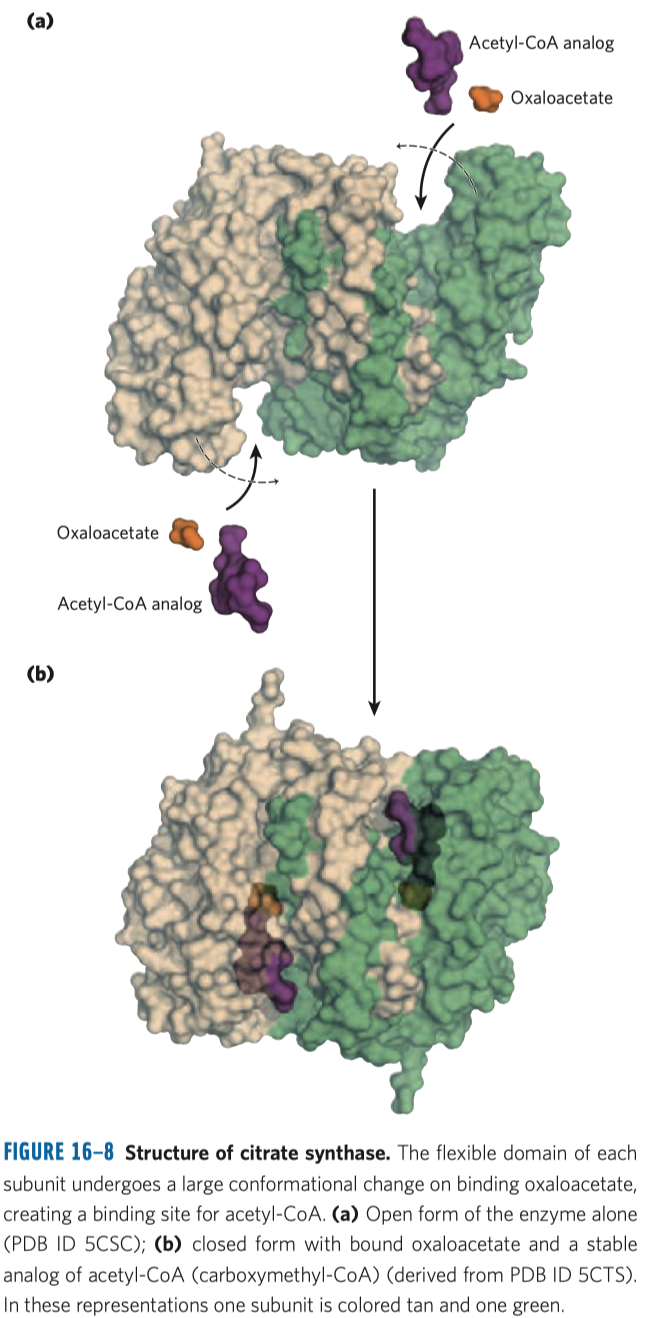 (a)
Acetyl-CoA analog
Oxaloacetate
Oxaloacetate
Acetyl-CoA analog
(b)
FIGURE 16–8 Structure of citrate synthase. The flexible domain of each
subunit undergoes a large conformational change on binding oxaloacetate,
creating a binding site for acetyl-CoA. (a) Open form of the enzyme alone
(PDB ID 5CSC); (b) closed form with bound oxaloacetate and a stable
analog of acetyl-CoA (carboxymethyl-CoA) (derived from PDB ID 5CTS).
In these representations one subunit is colored tan and one green.